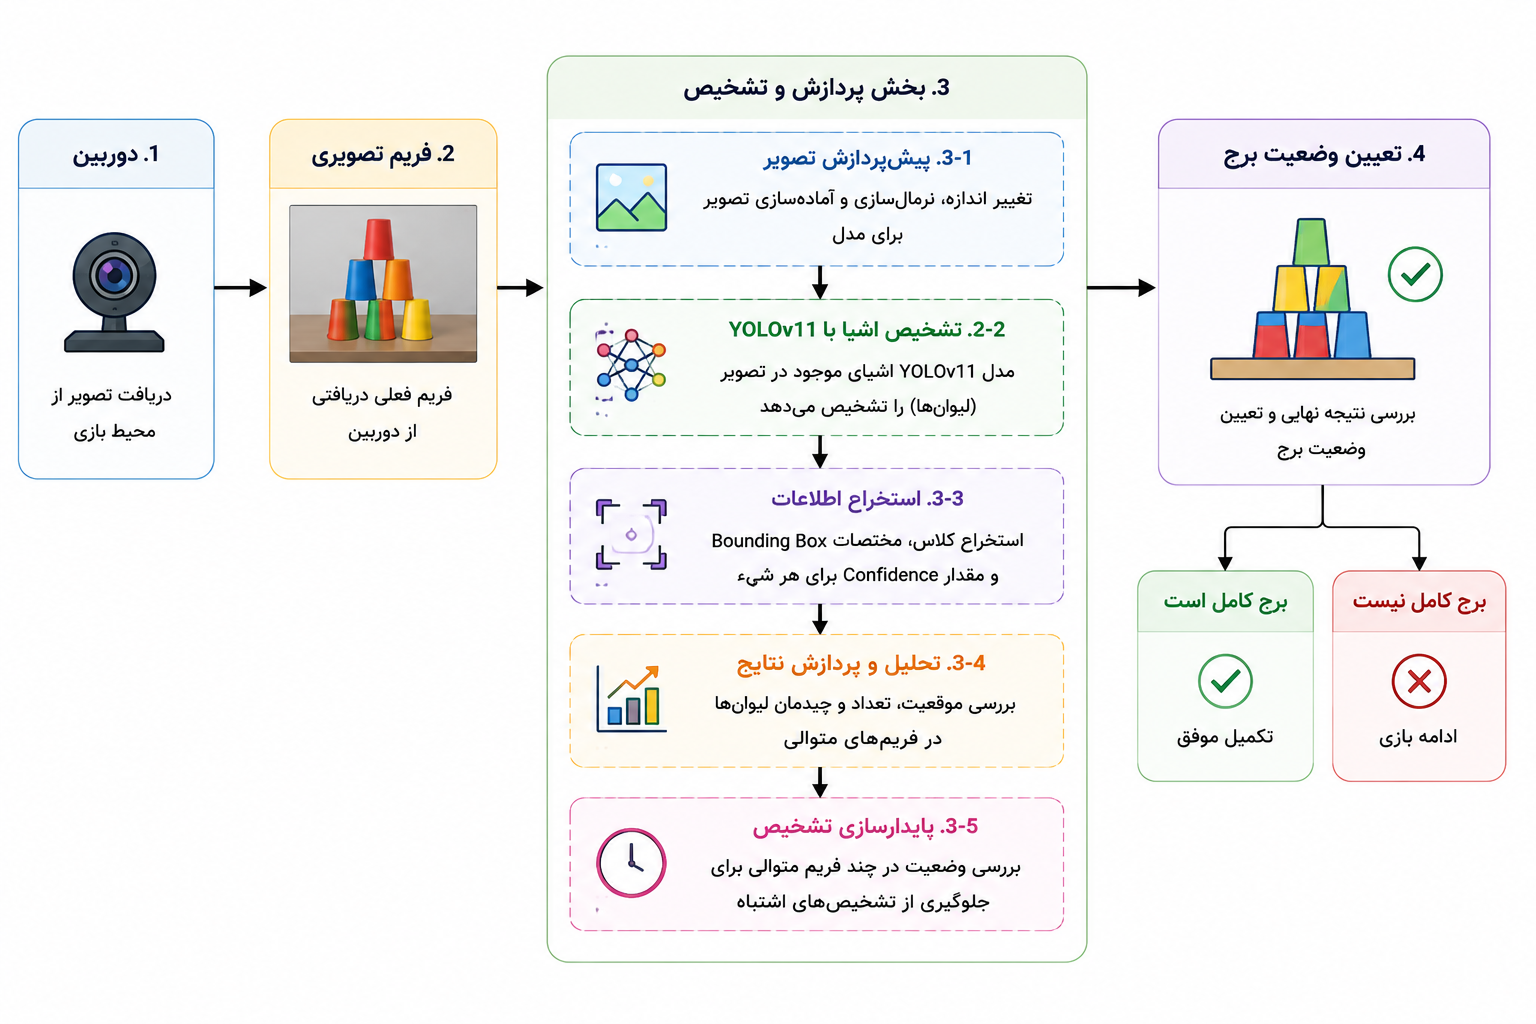 1. دوربین
دریافت تصویر از
محیط بازی
2. فریم تصویری
فریم فعلی دریافتی
از دوربین
3. بخش پردازش و تشخیص
3-1. پیش‌پردازش تصویر
تغییر اندازه، نرمال‌سازی و آماده‌سازی تصویر
برای مدل
2-2. تشخیص اشیا با YOLOv11
مدل YOLOv11 اشیای موجود در تصویر
(لیوان‌ها) را تشخیص می‌دهد
3-3. استخراج اطلاعات
استخراج کلاس، مختصات Bounding Box
و مقدار Confidence برای هر شیء
3-4. تحلیل و پردازش نتایج
بررسی موقعیت، تعداد و چیدمان لیوان‌ها
در فریم‌های متوالی
3-5. پایدارسازی تشخیص
بررسی وضعیت در چند فریم متوالی برای
جلوگیری از تشخیص‌های اشتباه
4. تعیین وضعیت برج
بررسی نتیجه نهایی و تعیین
وضعیت برج
برج کامل است
تکمیل موفق
برج کامل نیست
ادامه بازی